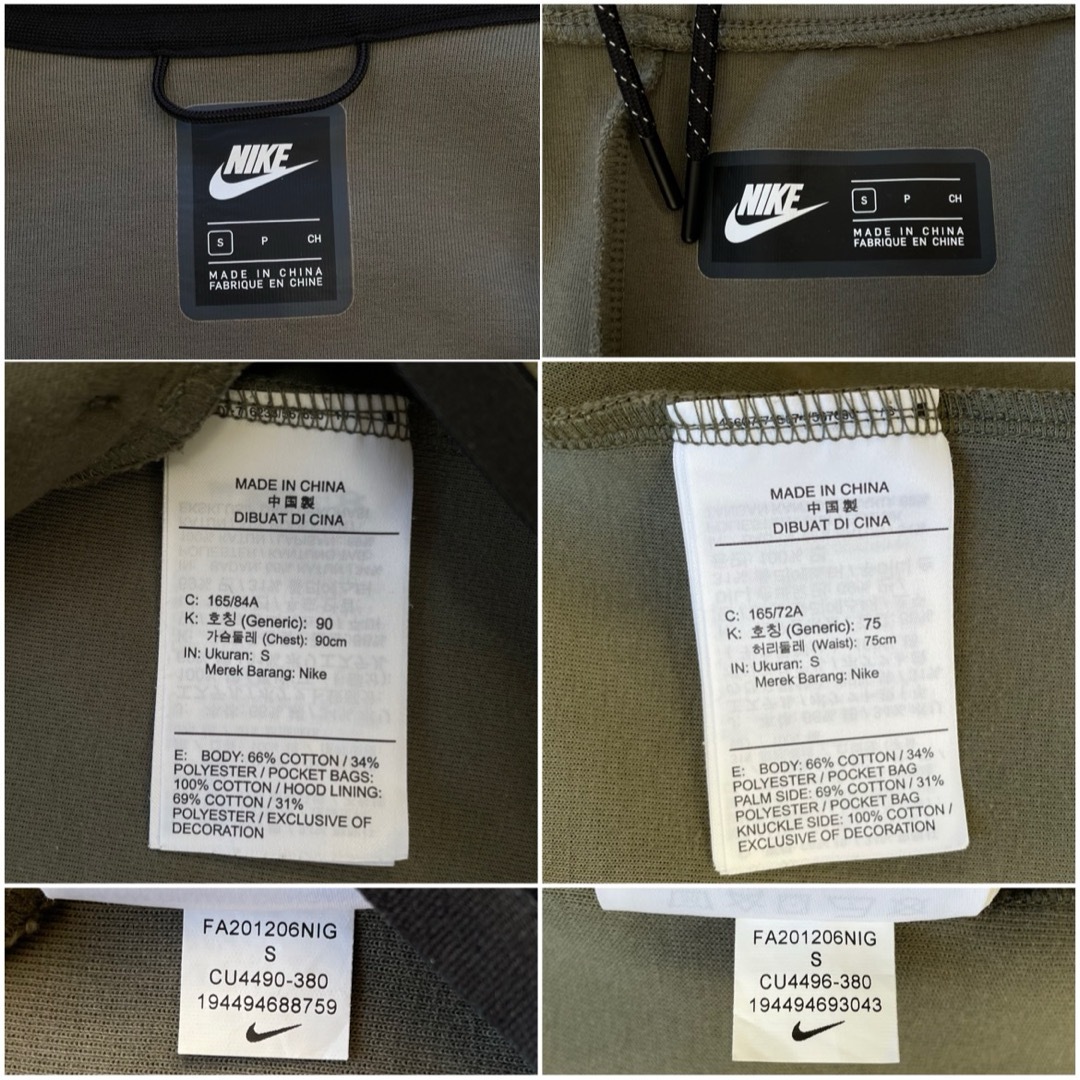 NIKE
S P CH
MADE IN CHINA
FABRIQUE EN CHINE
NIKE
S P CH
MADE IN CHINA
FABRIQUE EN CHINE
MADE IN CHINA
中国製
DIBUAT DI CINA
C: 165/84A
K: 호칭 (Generic): 90
가슴둘레 (Chest): 90cm
IN: Ukuran: S
Merek Barang: Nike
E: BODY: 66% COTTON / 34%
POLYESTER / POCKET BAGS:
100% COTTON / HOOD LINING:
69% COTTON / 31%
POLYESTER / EXCLUSIVE OF
DECORATION
MADE IN CHINA
中国製
DIBUAT DI CINA
C: 165/72A
K: 호칭 (Generic): 75
허리둘레 (Waist): 75cm
IN: Ukuran: S
Merek Barang: Nike
E: BODY: 66% COTTON / 34%
POLYESTER / POCKET BAG
PALM SIDE: 69% COTTON / 31%
POLYESTER / POCKET BAG
KNUCKLE SIDE: 100% COTTON /
EXCLUSIVE OF DECORATION
FA201206NIG
S
CU4490-380
194494688759
FA201206NIG
S
CU4496-380
194494693043